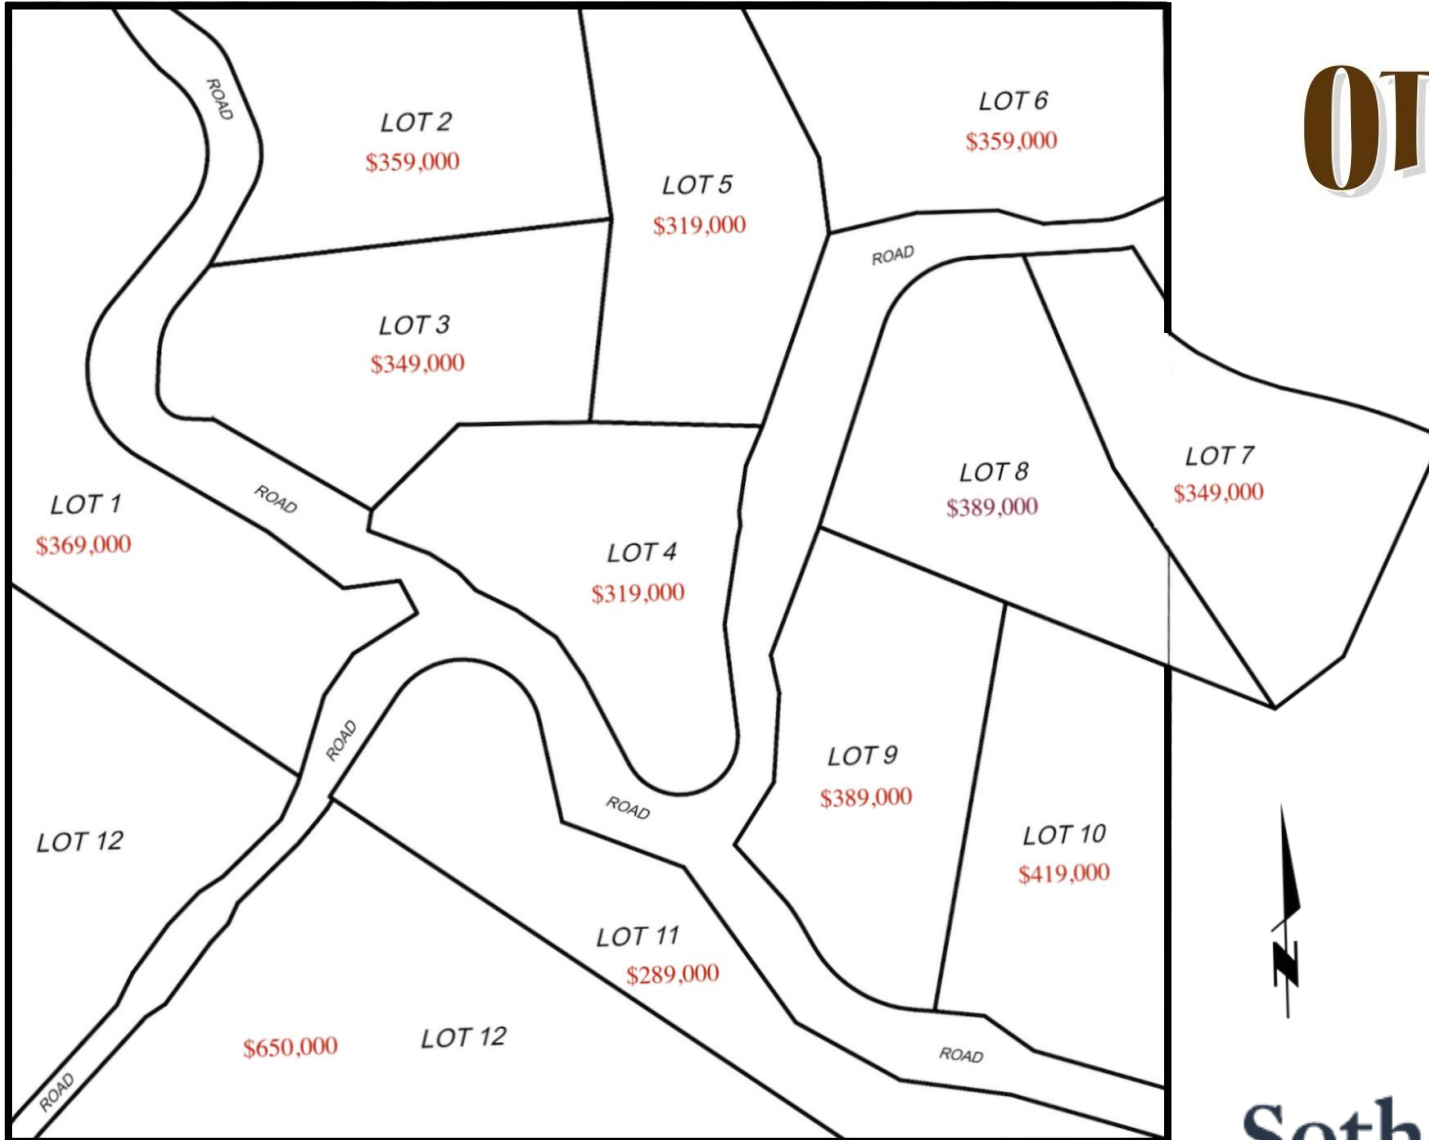 ROAD
LOT 2
$359,000
LOT 6
$359,000
LOT 5
$319,000
ROAD
LOT 3
$349,000
LOT 7
$349,000
LOT 8
$389,000
LOT 1
$369,000
ROAD
LOT 4
$319,000
ROAD
LOT 9
$389,000
ROAD
LOT 12
LOT 10
$419,000
LOT 11
$289,000
N
$650,000
LOT 12
ROAD
ROAD
Soth